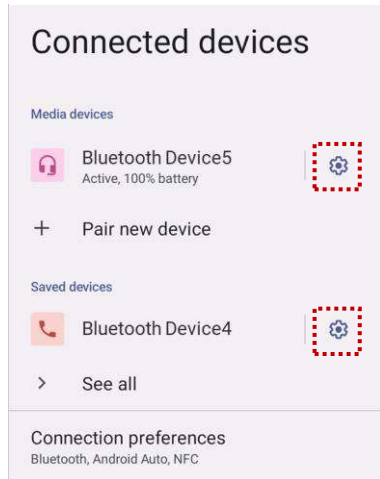 Connected devices
Media devices
Bluetooth Device5
Active, 100% battery
Pair new device
Saved devices
Bluetooth Device4
See all
Connection preferences
Bluetooth, Android Auto, NFC